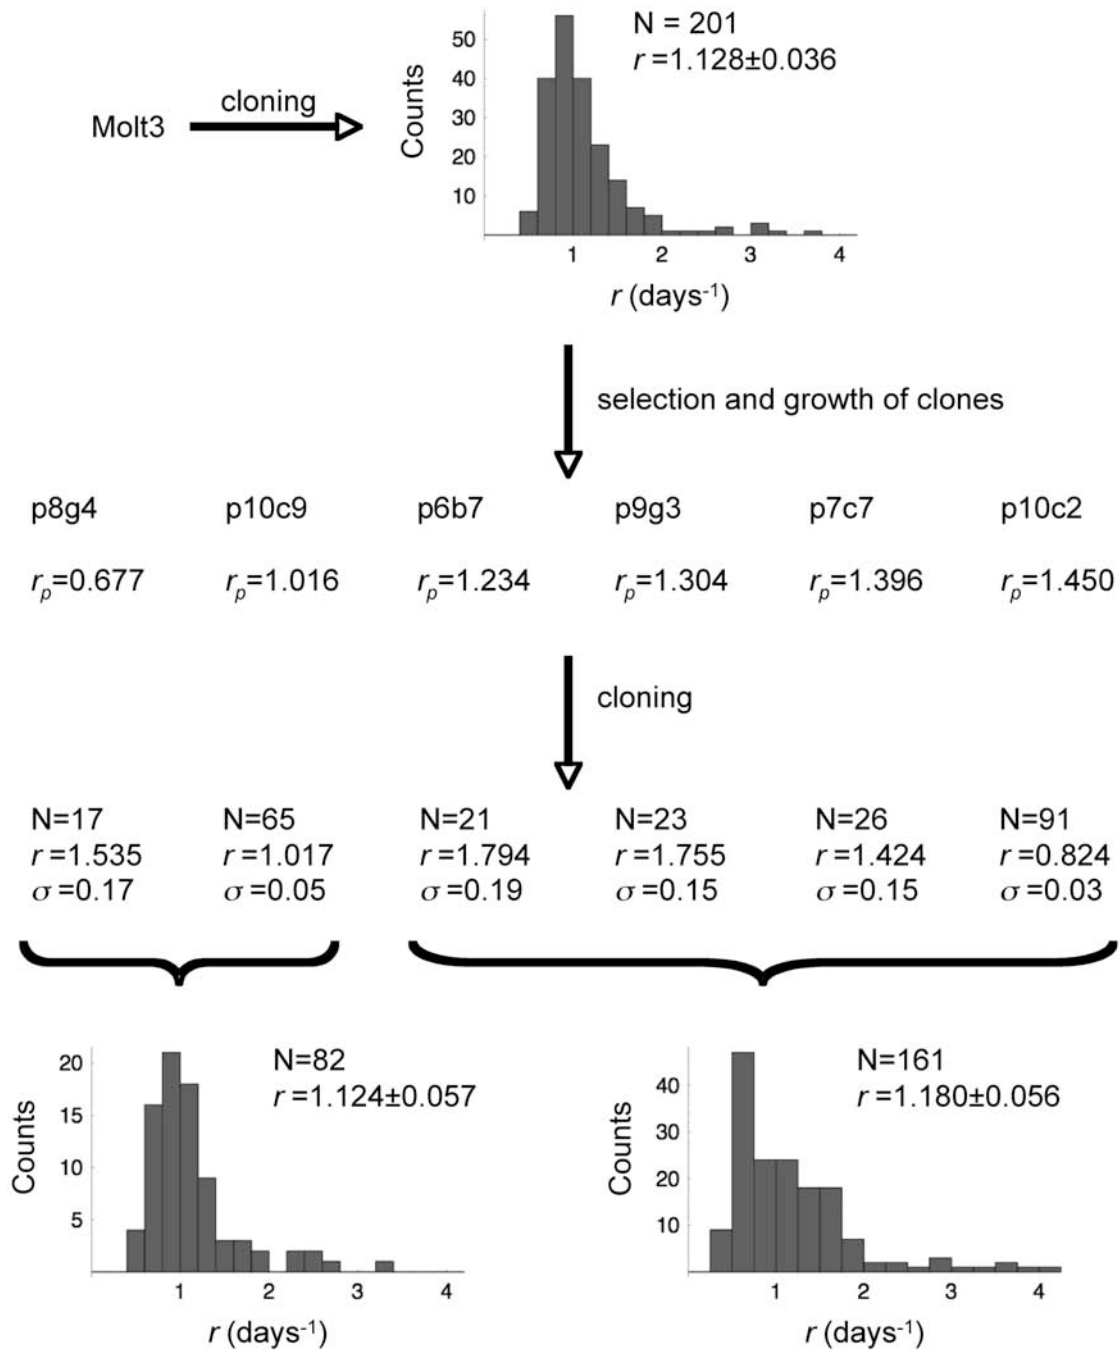 N = 201
r =1.128±0.036
50
40
30
20
10
Counts
Molt3
cloning
1 2 3 4
r (days⁻¹)
selection and growth of clones
p8g4 p10c9 p6b7 p9g3 p7c7 p10c2
rₚ=0.677 rₚ=1.016 rₚ=1.234 rₚ=1.304 rₚ=1.396 rₚ=1.450
cloning
N=17 N=65 N=21 N=23 N=26 N=91
r=1.535 r=1.017 r=1.794 r=1.755 r=1.424 r=0.824
σ=0.17 σ=0.05 σ=0.19 σ=0.15 σ=0.15 σ=0.03
N=82
r=1.124±0.057
20
15
10
5
Counts
1 2 3 4
r (days⁻¹)
N=161
r=1.180±0.056
40
30
20
10
Counts
1 2 3 4
r (days⁻¹)